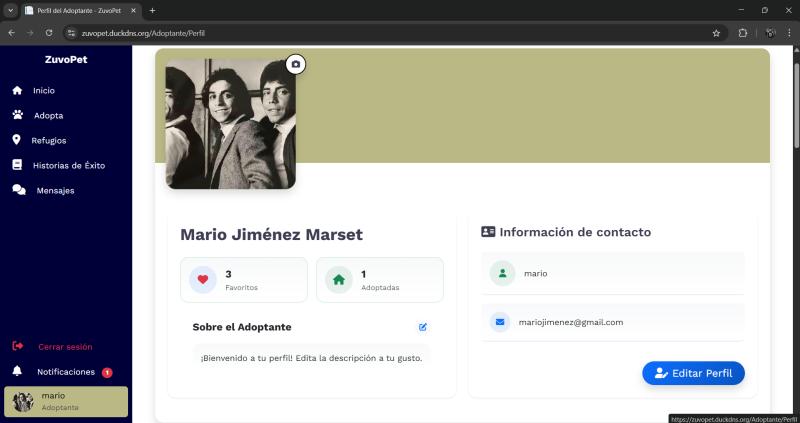 Perfil del Adoptante - ZuvoPet
zuvopet.duckdns.org/Adoptante/Perfil
ZuvoPet
Inicio
Adopta
Refugios
Historias de Éxito
Mensajes
Cerrar sesión
Notificaciones 1
mario
Adoptante
Mario Jiménez Marset
3
Favoritos
1
Adoptadas
Sobre el Adoptante
¡Bienvenido a tu perfil! Edita la descripción a tu gusto.
Información de contacto
mario
mariojimenez@gmail.com
Editar Perfil
https://zuvopet.duckdns.org/Adoptante/Perfil